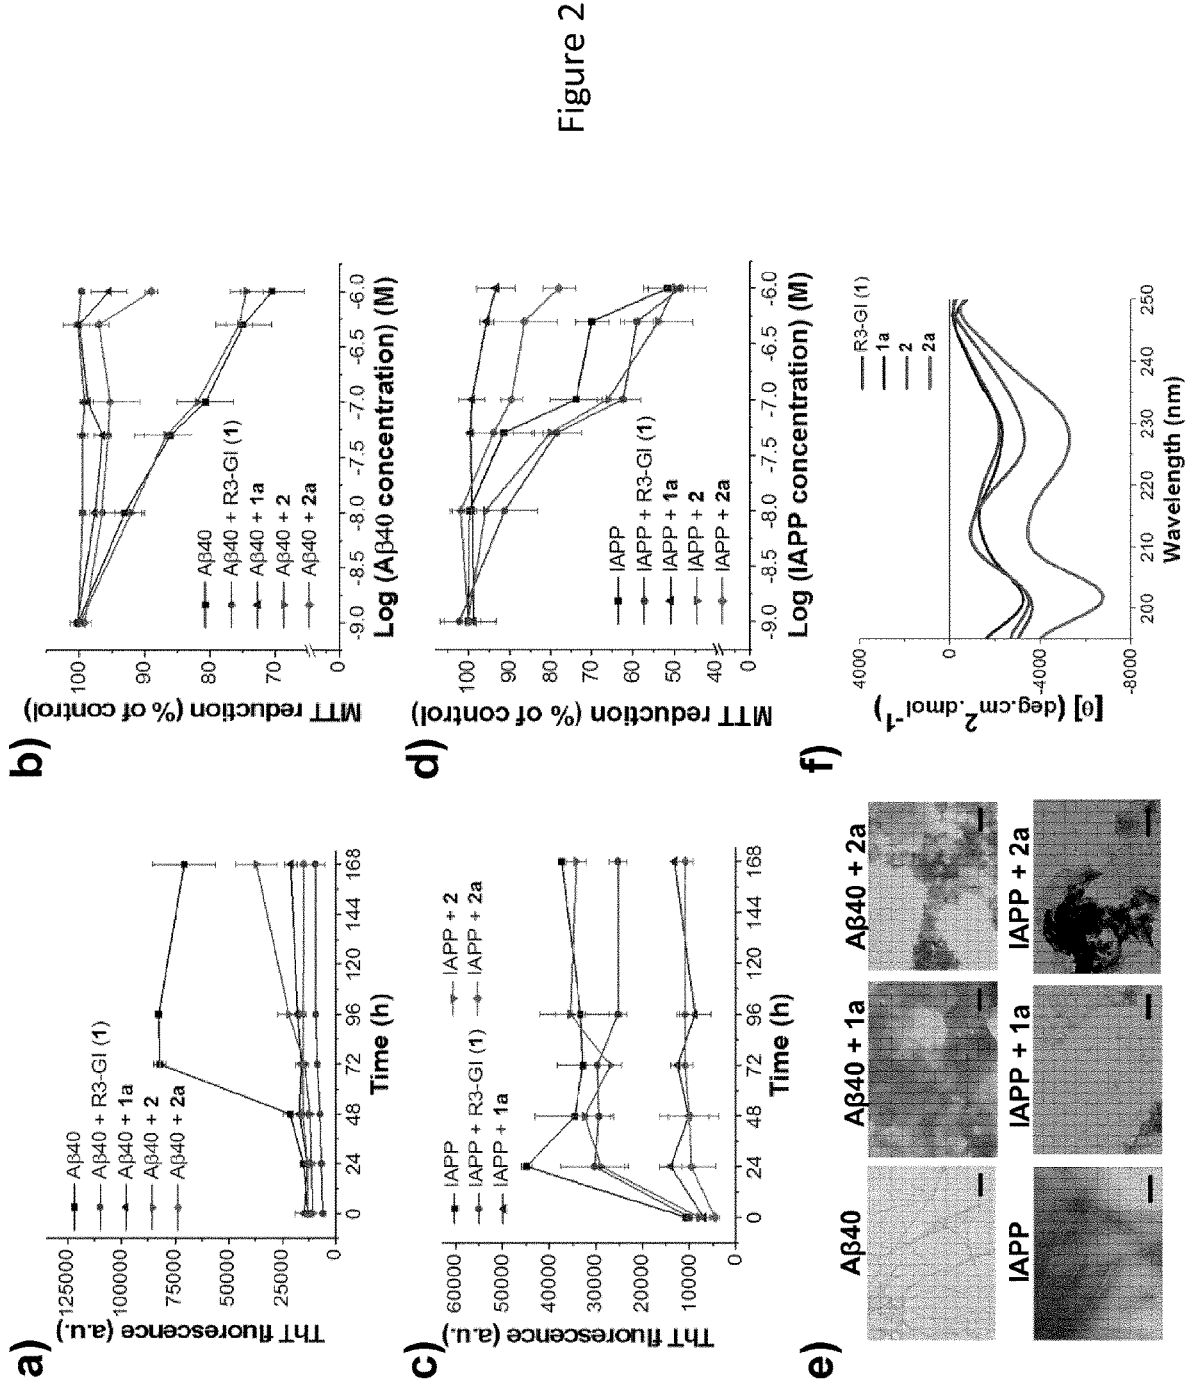 a)
ThT fluorescence (a.u.)
125000
100000
75000
50000
25000
0
Aβ40
Aβ40 + R3-GI (1)
Aβ40 + 1a
Aβ40 + 2
Aβ40 + 2a
0 24 48 72 96 120 144 168
Time (h)
b)
MTT reduction (% of control)
100
90
80
70
0
Aβ40
Aβ40 + R3-GI (1)
Aβ40 + 1a
Aβ40 + 2
Aβ40 + 2a
-9.0 -8.5 -8.0 -7.5 -7.0 -6.5 -6.0
Log (Aβ40 concentration) (M)
c)
ThT fluorescence (a.u.)
60000
50000
40000
30000
20000
10000
0
IAPP
IAPP + R3-GI (1)
IAPP + 1a
IAPP + 2
IAPP + 2a
0 24 48 72 96 120 144 168
Time (h)
d)
MTT reduction (% of control)
100
90
80
70
60
50
40
0
IAPP
IAPP + R3-GI (1)
IAPP + 1a
IAPP + 2
IAPP + 2a
-9.0 -8.5 -8.0 -7.5 -7.0 -6.5 -6.0
Log (IAPP concentration) (M)
e)
Aβ40
Aβ40 + 1a
Aβ40 + 2a
IAPP
IAPP + 1a
IAPP + 2a
f)
[θ] (deg.cm2.dmol-1)
4000
0
-4000
-8000
R3-GI (1)
1a
2
2a
200 210 220 230 240 250
Wavelength (nm)
Figure 2